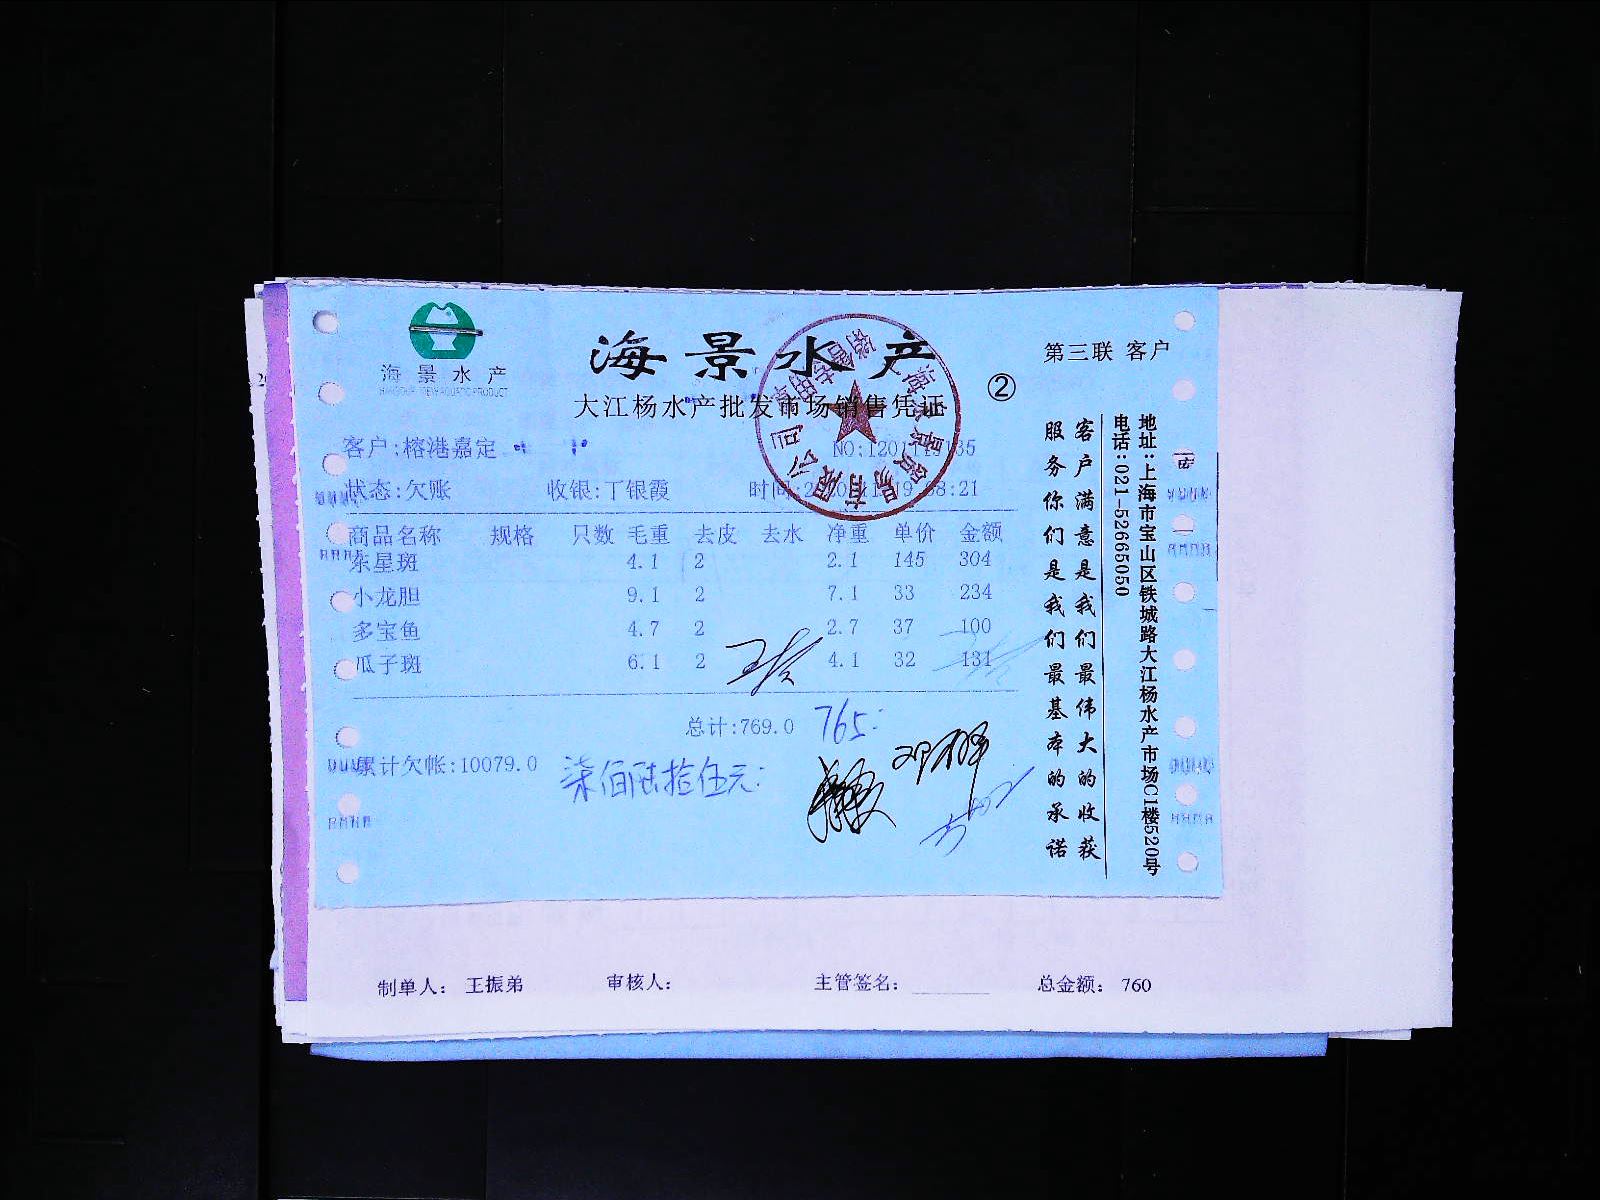 海景水产
海景水产
大江杨水产批发市场销售凭证
②
第三联 客户
客户:榕港嘉定
状态:欠账 收银:丁银霞 时间:
商品名称 规格 只数 毛重 去皮 去水 净重 单价 金额
东星斑 4.1 2 2.1 145 304
小龙胆 9.1 2 7.1 33 234
多宝鱼 4.7 2 2.7 37 100
瓜子斑 6.1 2 4.1 32 131
总计:769.0 765:
累计欠帐:10079.0 柒佰陆拾伍元:
客户满意是我们最伟大的收获
服务你们是我们最基本的承诺
地址:上海市宝山区铁城路大江杨水产市场C1楼520号
电话:021-52665050
制单人: 王振弟 审核人: 主管签名: 总金额: 760